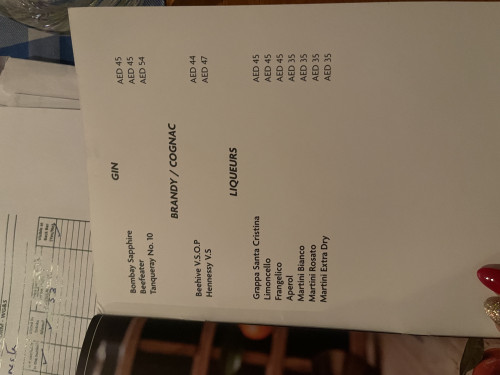 GIN
Bombay Sapphire AED 45
Beefeater AED 45
Tanqueray No. 10 AED 54
BRANDY / COGNAC
Beehive V.S.O.P AED 44
Hennessy V.S AED 47
LIQUEURS
Grappa Santa Cristina AED 45
Limoncello AED 45
Frangelico AED 45
Aperol AED 35
Martini Bianco AED 35
Martini Rosato AED 35
Martini Extra Dry AED 35